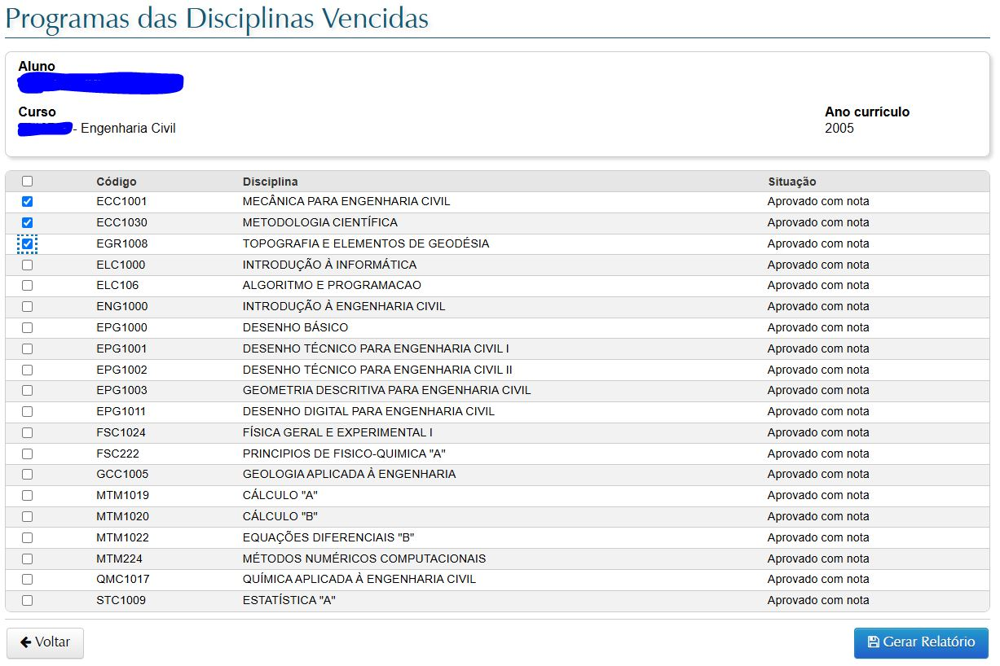 Programas das Disciplinas Vencidas
Aluno
Curso
- Engenharia Civil
Ano currículo
2005
Código Disciplina Situação
ECC1001 MECÂNICA PARA ENGENHARIA CIVIL Aprovado com nota
ECC1030 METODOLOGIA CIENTÍFICA Aprovado com nota
EGR1008 TOPOGRAFIA E ELEMENTOS DE GEODÉSIA Aprovado com nota
ELC1000 INTRODUÇÃO À INFORMÁTICA Aprovado com nota
ELC106 ALGORITMO E PROGRAMACAO Aprovado com nota
ENG1000 INTRODUÇÃO À ENGENHARIA CIVIL Aprovado com nota
EPG1000 DESENHO BÁSICO Aprovado com nota
EPG1001 DESENHO TÉCNICO PARA ENGENHARIA CIVIL I Aprovado com nota
EPG1002 DESENHO TÉCNICO PARA ENGENHARIA CIVIL II Aprovado com nota
EPG1003 GEOMETRIA DESCRITIVA PARA ENGENHARIA CIVIL Aprovado com nota
EPG1011 DESENHO DIGITAL PARA ENGENHARIA CIVIL Aprovado com nota
FSC1024 FÍSICA GERAL E EXPERIMENTAL I Aprovado com nota
FSC222 PRINCIPIOS DE FISICO-QUIMICA "A" Aprovado com nota
GCC1005 GEOLOGIA APLICADA À ENGENHARIA Aprovado com nota
MTM1019 CÁLCULO "A" Aprovado com nota
MTM1020 CÁLCULO "B" Aprovado com nota
MTM1022 EQUAÇÕES DIFERENCIAIS "B" Aprovado com nota
MTM224 MÉTODOS NUMÉRICOS COMPUTACIONAIS Aprovado com nota
QMC1017 QUÍMICA APLICADA À ENGENHARIA CIVIL Aprovado com nota
STC1009 ESTATÍSTICA "A" Aprovado com nota
Voltar
Gerar Relatório